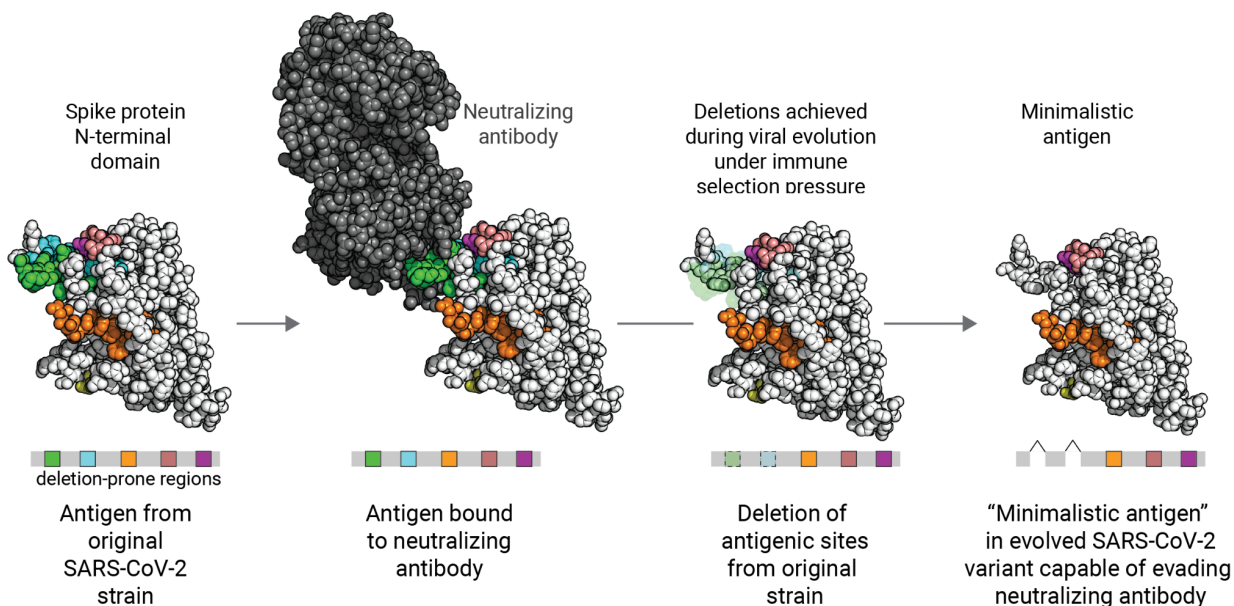 Spike protein
N-terminal
domain
Neutralizing
antibody
Deletions achieved
during viral evolution
under immune
selection pressure
Minimalistic
antigen
deletion-prone regions
Antigen from
original
SARS-CoV-2
strain
Antigen bound
to neutralizing
antibody
Deletion of
antigenic sites
from original
strain
“Minimalistic antigen”
in evolved SARS-CoV-2
variant capable of evading
neutralizing antibody